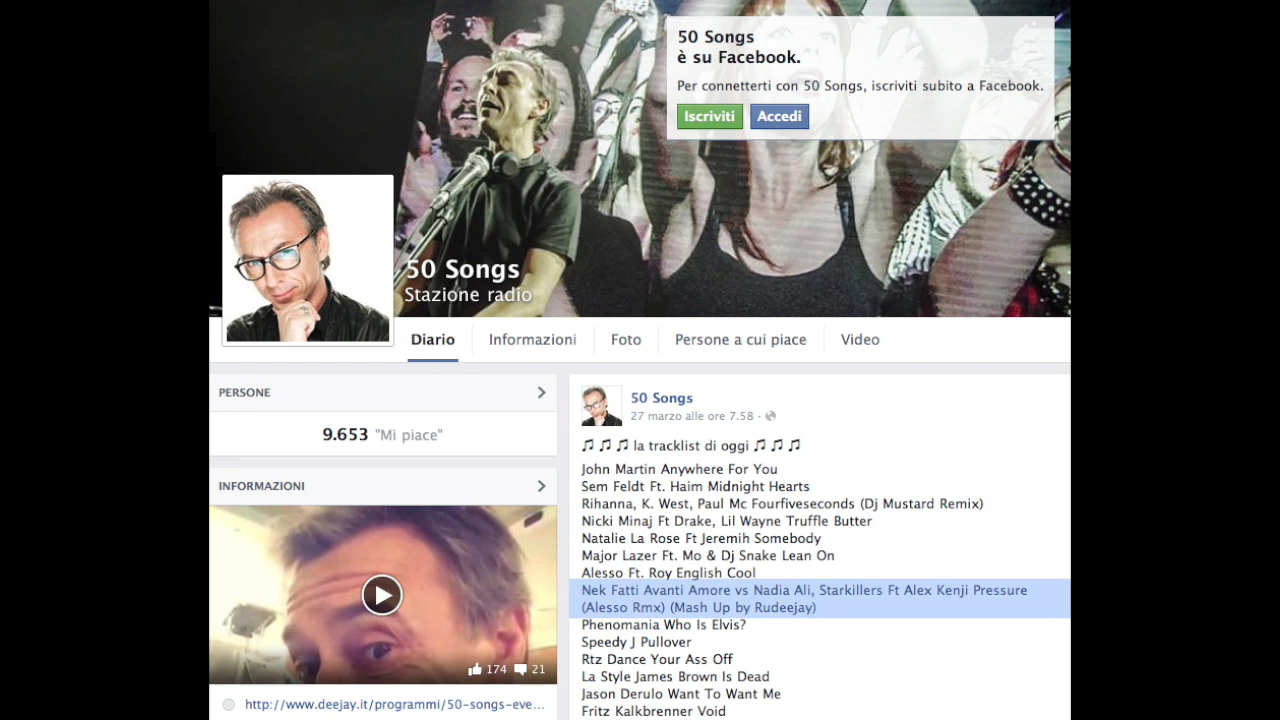 50 Songs
è su Facebook.
Per connetterti con 50 Songs, iscriviti subito a Facebook.
Iscriviti Accedi
50 Songs
Stazione radio
Diario Informazioni Foto Persone a cui piace Video
PERSONE
9.653 "Mi piace"
INFORMAZIONI
174 21
http://www.deejay.it/programmi/50-songs-eve...
50 Songs
27 marzo alle ore 7.58 ·
♫ ♫ ♫ la tracklist di oggi ♫ ♫ ♫
John Martin Anywhere For You
Sem Feldt Ft. Haim Midnight Hearts
Rihanna, K. West, Paul Mc Fourfiveseconds (Dj Mustard Remix)
Nicki Minaj Ft Drake, Lil Wayne Truffle Butter
Natalie La Rose Ft Jeremih Somebody
Major Lazer Ft. Mo & Dj Snake Lean On
Alesso Ft. Roy English Cool
Nek Fatti Avanti Amore vs Nadia Ali, Starkillers Ft Alex Kenji Pressure
(Alesso Rmx) (Mash Up by Rudeejay)
Phenomania Who Is Elvis?
Speedy J Pullover
Rtz Dance Your Ass Off
La Style James Brown Is Dead
Jason Derulo Want To Want Me
Fritz Kalkbrenner Void